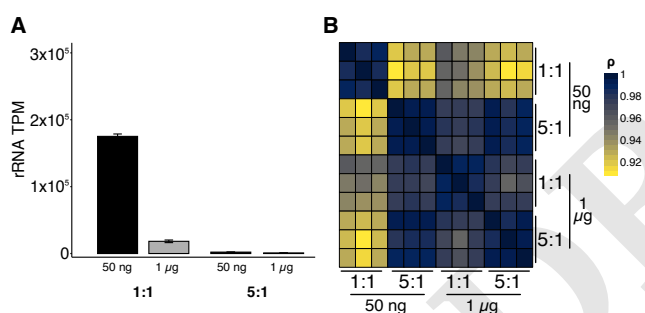 A
rRNA TPM
3x10⁵
2x10⁵
1x10⁵
0
50 ng
1 µg
50 ng
1 µg
1:1
5:1
B
1:1
5:1
50 ng
1:1
5:1
1 µg
1:1
5:1
1:1
5:1
50 ng
1 µg
ρ
1
0.98
0.96
0.94
0.92